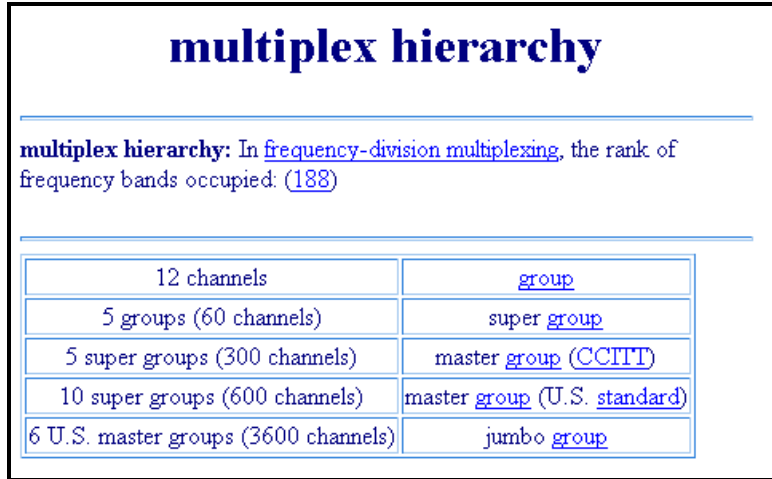 multiplex hierarchy
multiplex hierarchy: In frequency-division multiplexing, the rank of
frequency bands occupied: (188)
12 channels group
5 groups (60 channels) super group
5 super groups (300 channels) master group (CCITT)
10 super groups (600 channels) master group (U.S. standard)
6 U.S. master groups (3600 channels) jumbo group